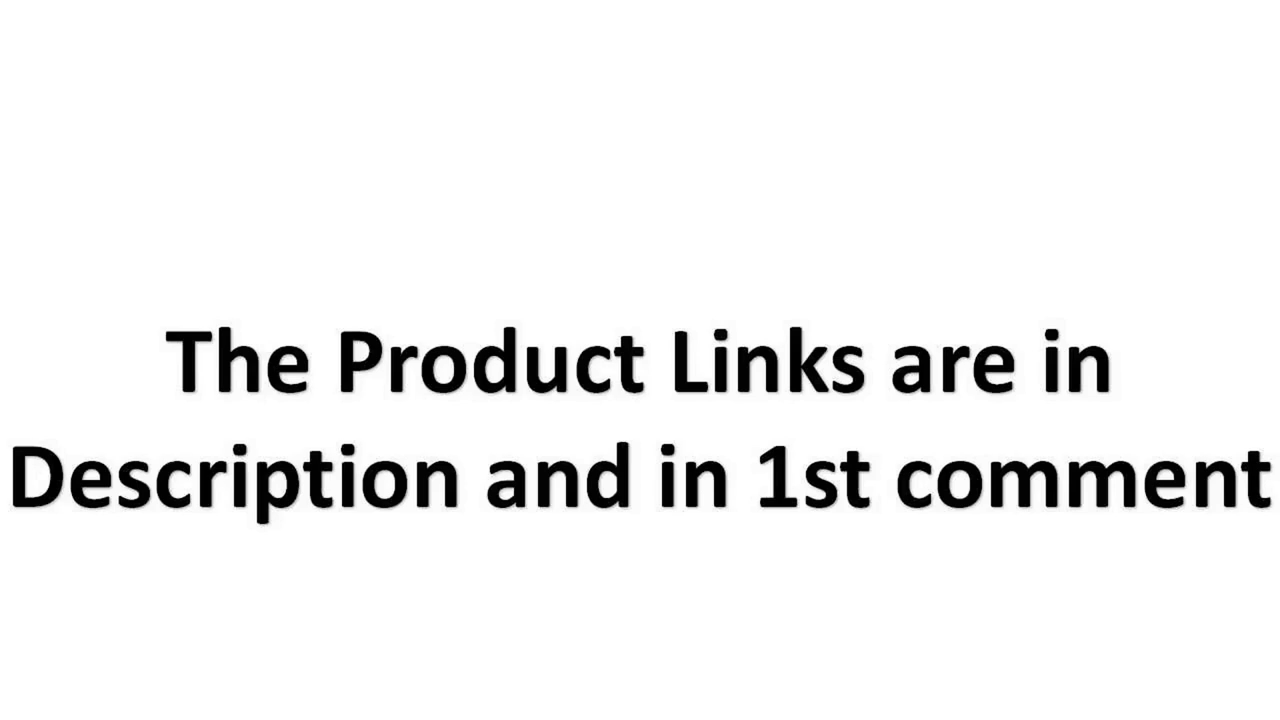 The Product Links are in
Description and in 1st comment